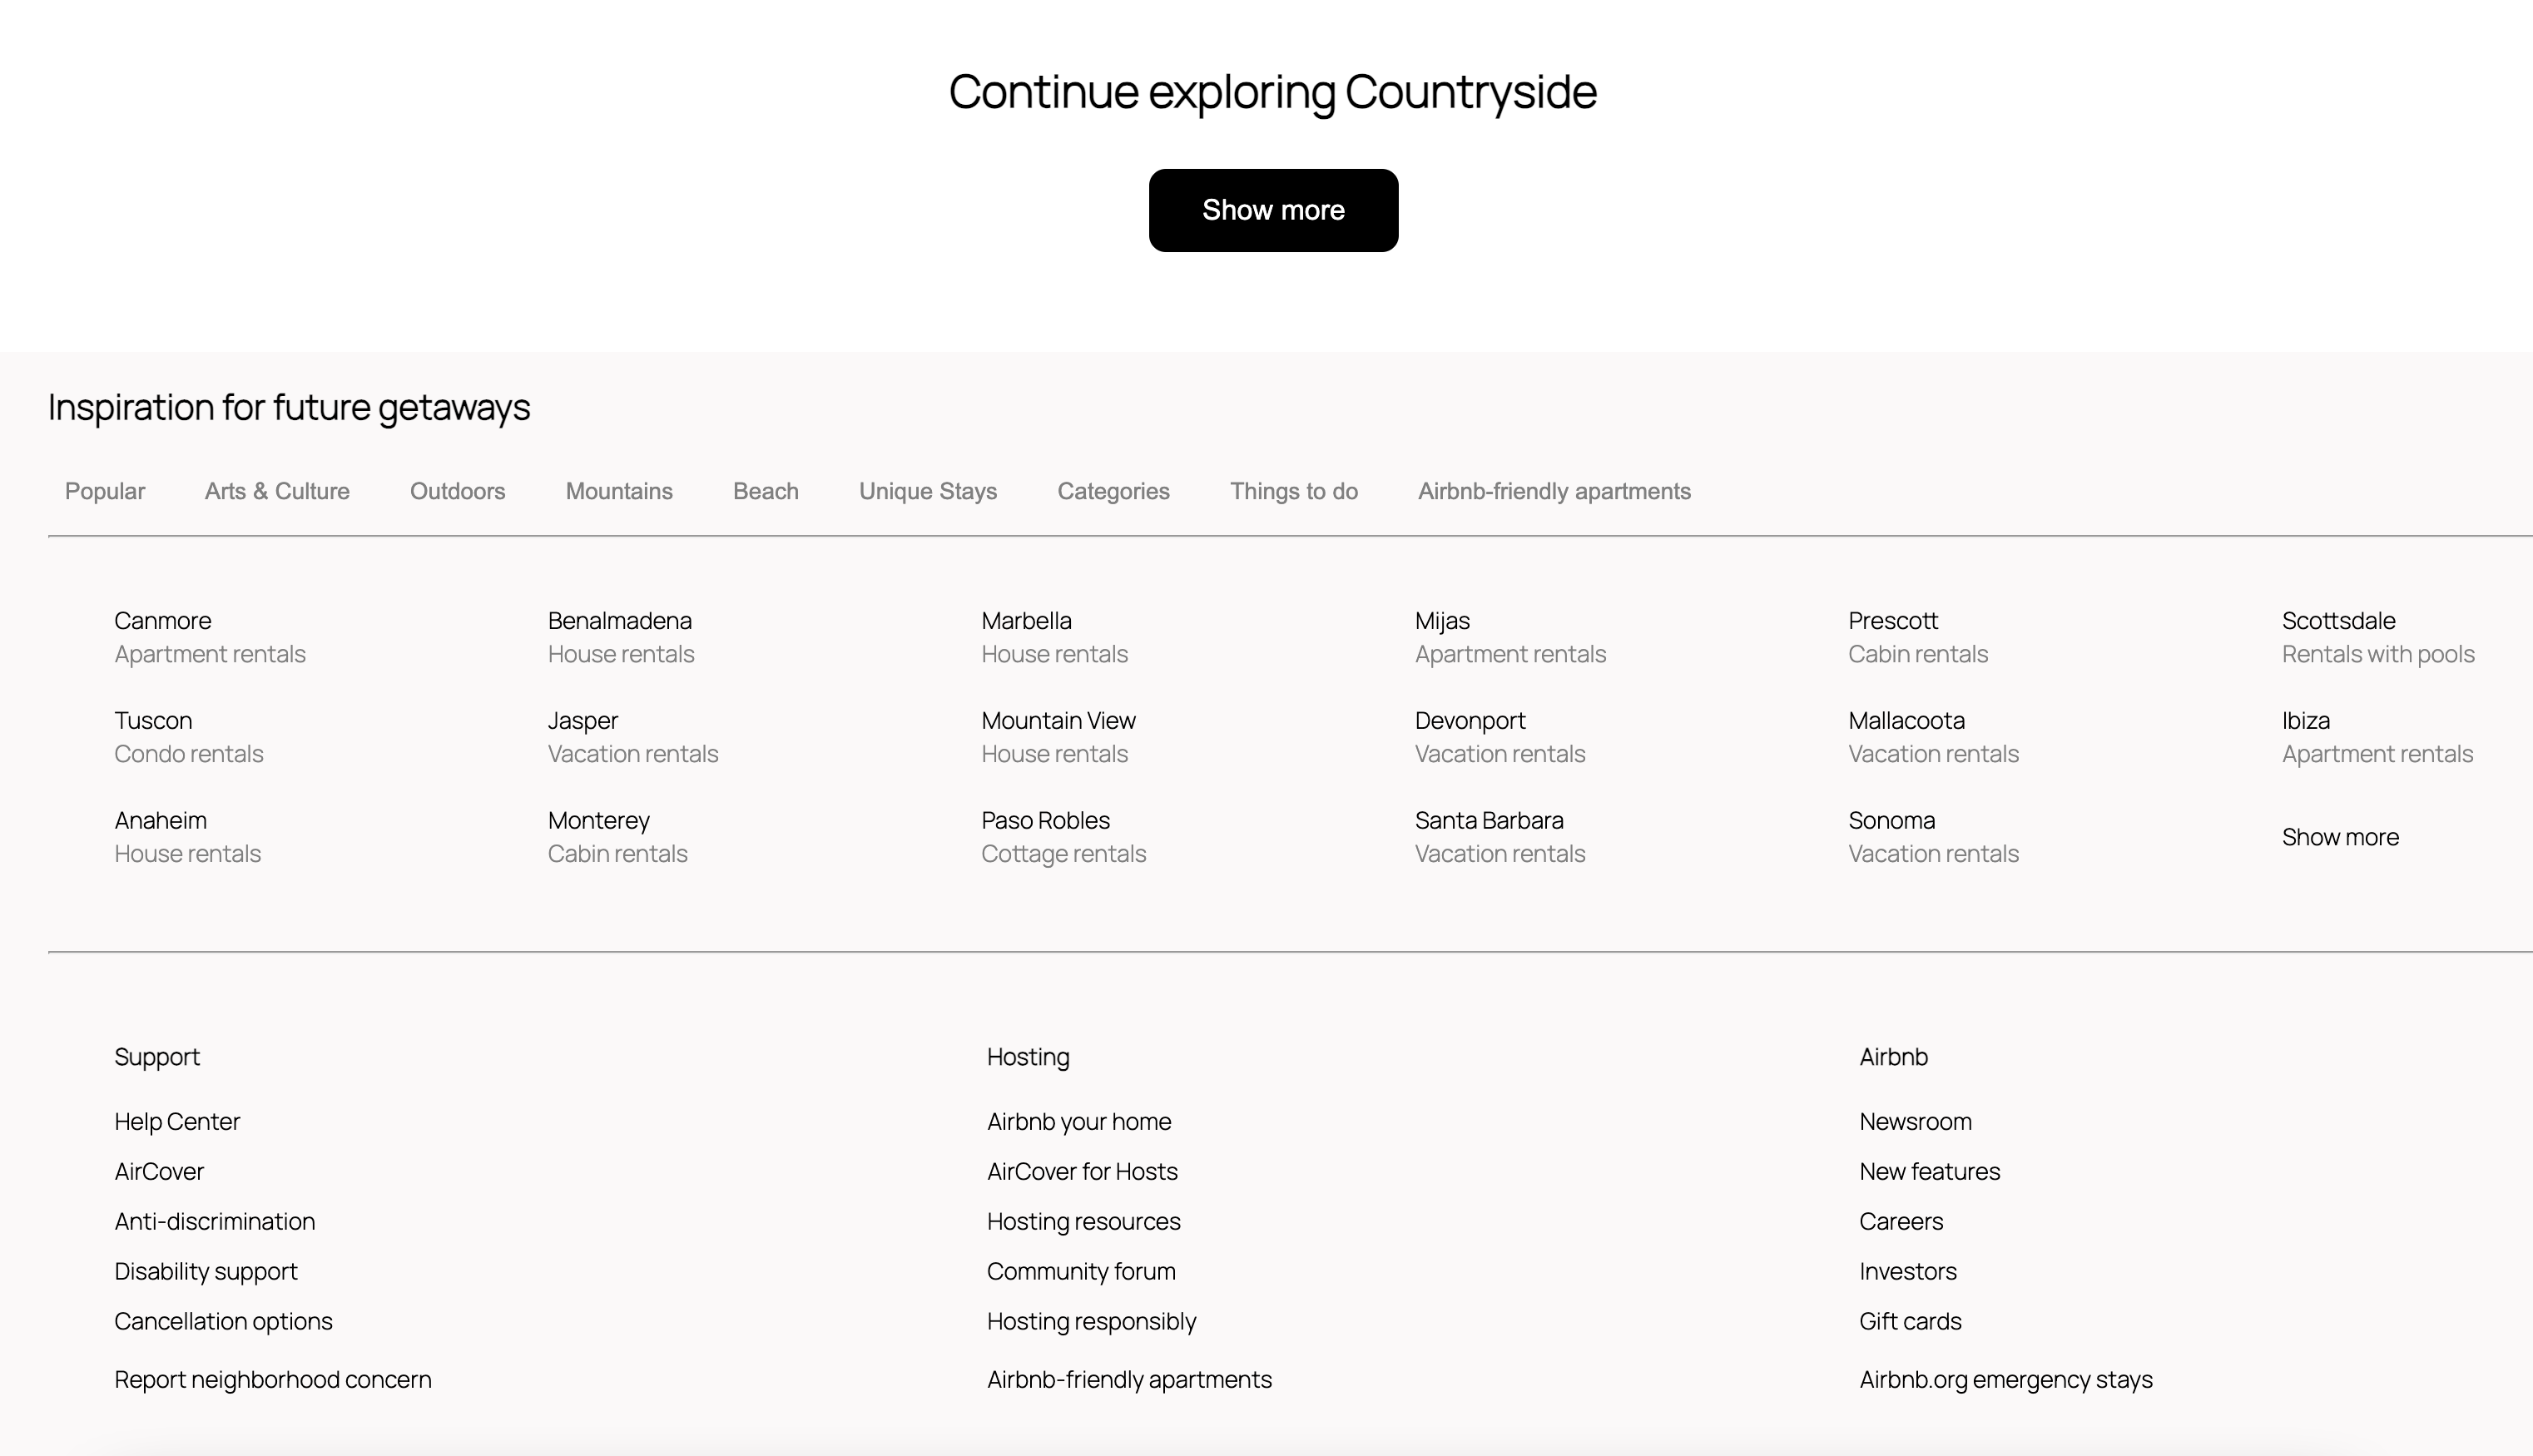 Continue exploring Countryside
Show more
Inspiration for future getaways
Popular Arts & Culture Outdoors Mountains Beach Unique Stays Categories Things to do Airbnb-friendly apartments
Canmore Benalmadena Marbella Mijas Prescott Scottsdale
Apartment rentals House rentals House rentals Apartment rentals Cabin rentals Rentals with pools
Tuscon Jasper Mountain View Devonport Mallacoota Ibiza
Condo rentals Vacation rentals House rentals Vacation rentals Vacation rentals Apartment rentals
Anaheim Monterey Paso Robles Santa Barbara Sonoma
House rentals Cabin rentals Cottage rentals Vacation rentals Vacation rentals
Show more
Support
Help Center
AirCover
Anti-discrimination
Disability support
Cancellation options
Report neighborhood concern
Hosting
Airbnb your home
AirCover for Hosts
Hosting resources
Community forum
Hosting responsibly
Airbnb-friendly apartments
Airbnb
Newsroom
New features
Careers
Investors
Gift cards
Airbnb.org emergency stays